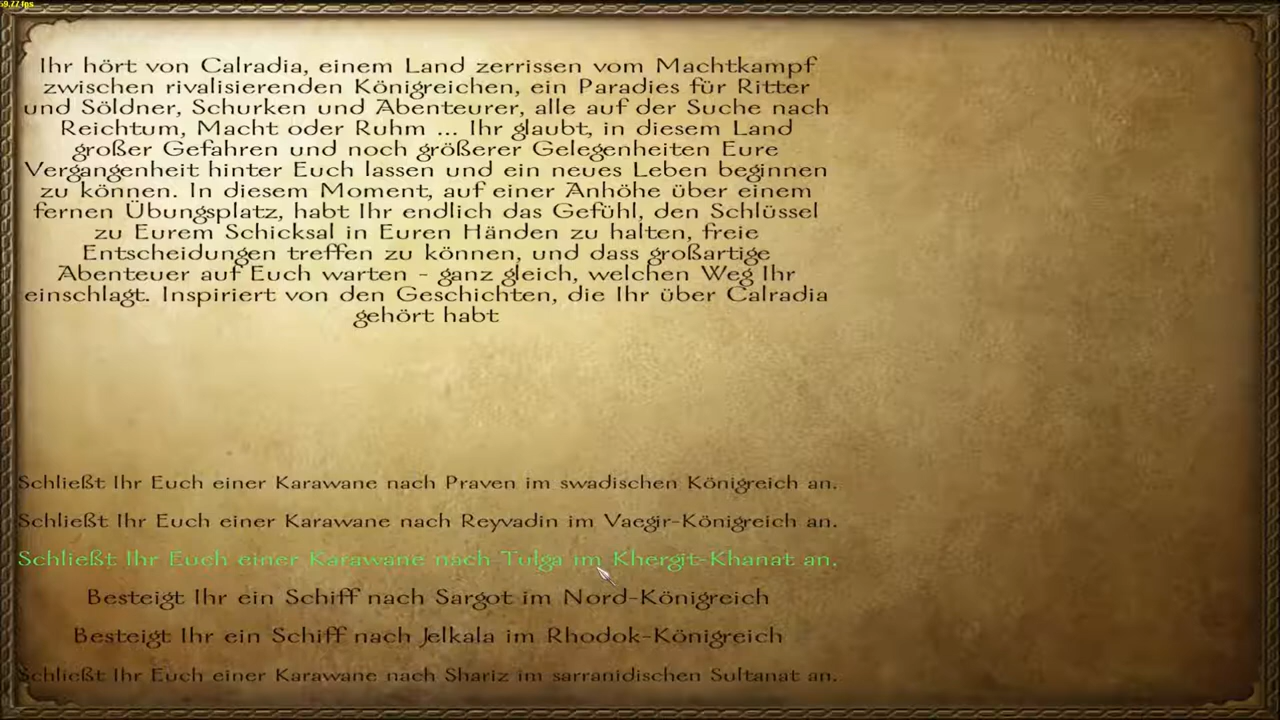 59.77 fps
Ihr hört von Calradia, einem Land zerrissen vom Machtkampf
zwischen rivalisierenden Königreichen, ein Paradies für Ritter
und Söldner, Schurken und Abenteurer, alle auf der Suche nach
Reichtum, Macht oder Ruhm ... Ihr glaubt, in diesem Land
großer Gefahren und noch größerer Gelegenheiten Eure
Vergangenheit hinter Euch lassen und ein neues Leben beginnen
zu können. In diesem Moment, auf einer Anhöhe über einem
fernen Übungsplatz, habt Ihr endlich das Gefühl, den Schlüssel
zu Eurem Schicksal in Euren Händen zu halten, freie
Entscheidungen treffen zu können, und dass großartige
Abenteuer auf Euch warten - ganz gleich, welchen Weg Ihr
einschlagt. Inspiriert von den Geschichten, die Ihr über Calradia
gehört habt
Schließt Ihr Euch einer Karawane nach Praven im swadischen Königreich an.
Schließt Ihr Euch einer Karawane nach Reyvadin im Vaegir-Königreich an.
Schließt Ihr Euch einer Karawane nach Tulga im Khergit-Khanat an.
Besteigt Ihr ein Schiff nach Sargot im Nord-Königreich
Besteigt Ihr ein Schiff nach Jelkala im Rhodok-Königreich
Schließt Ihr Euch einer Karawane nach Shariz im sarranidischen Sultanat an.